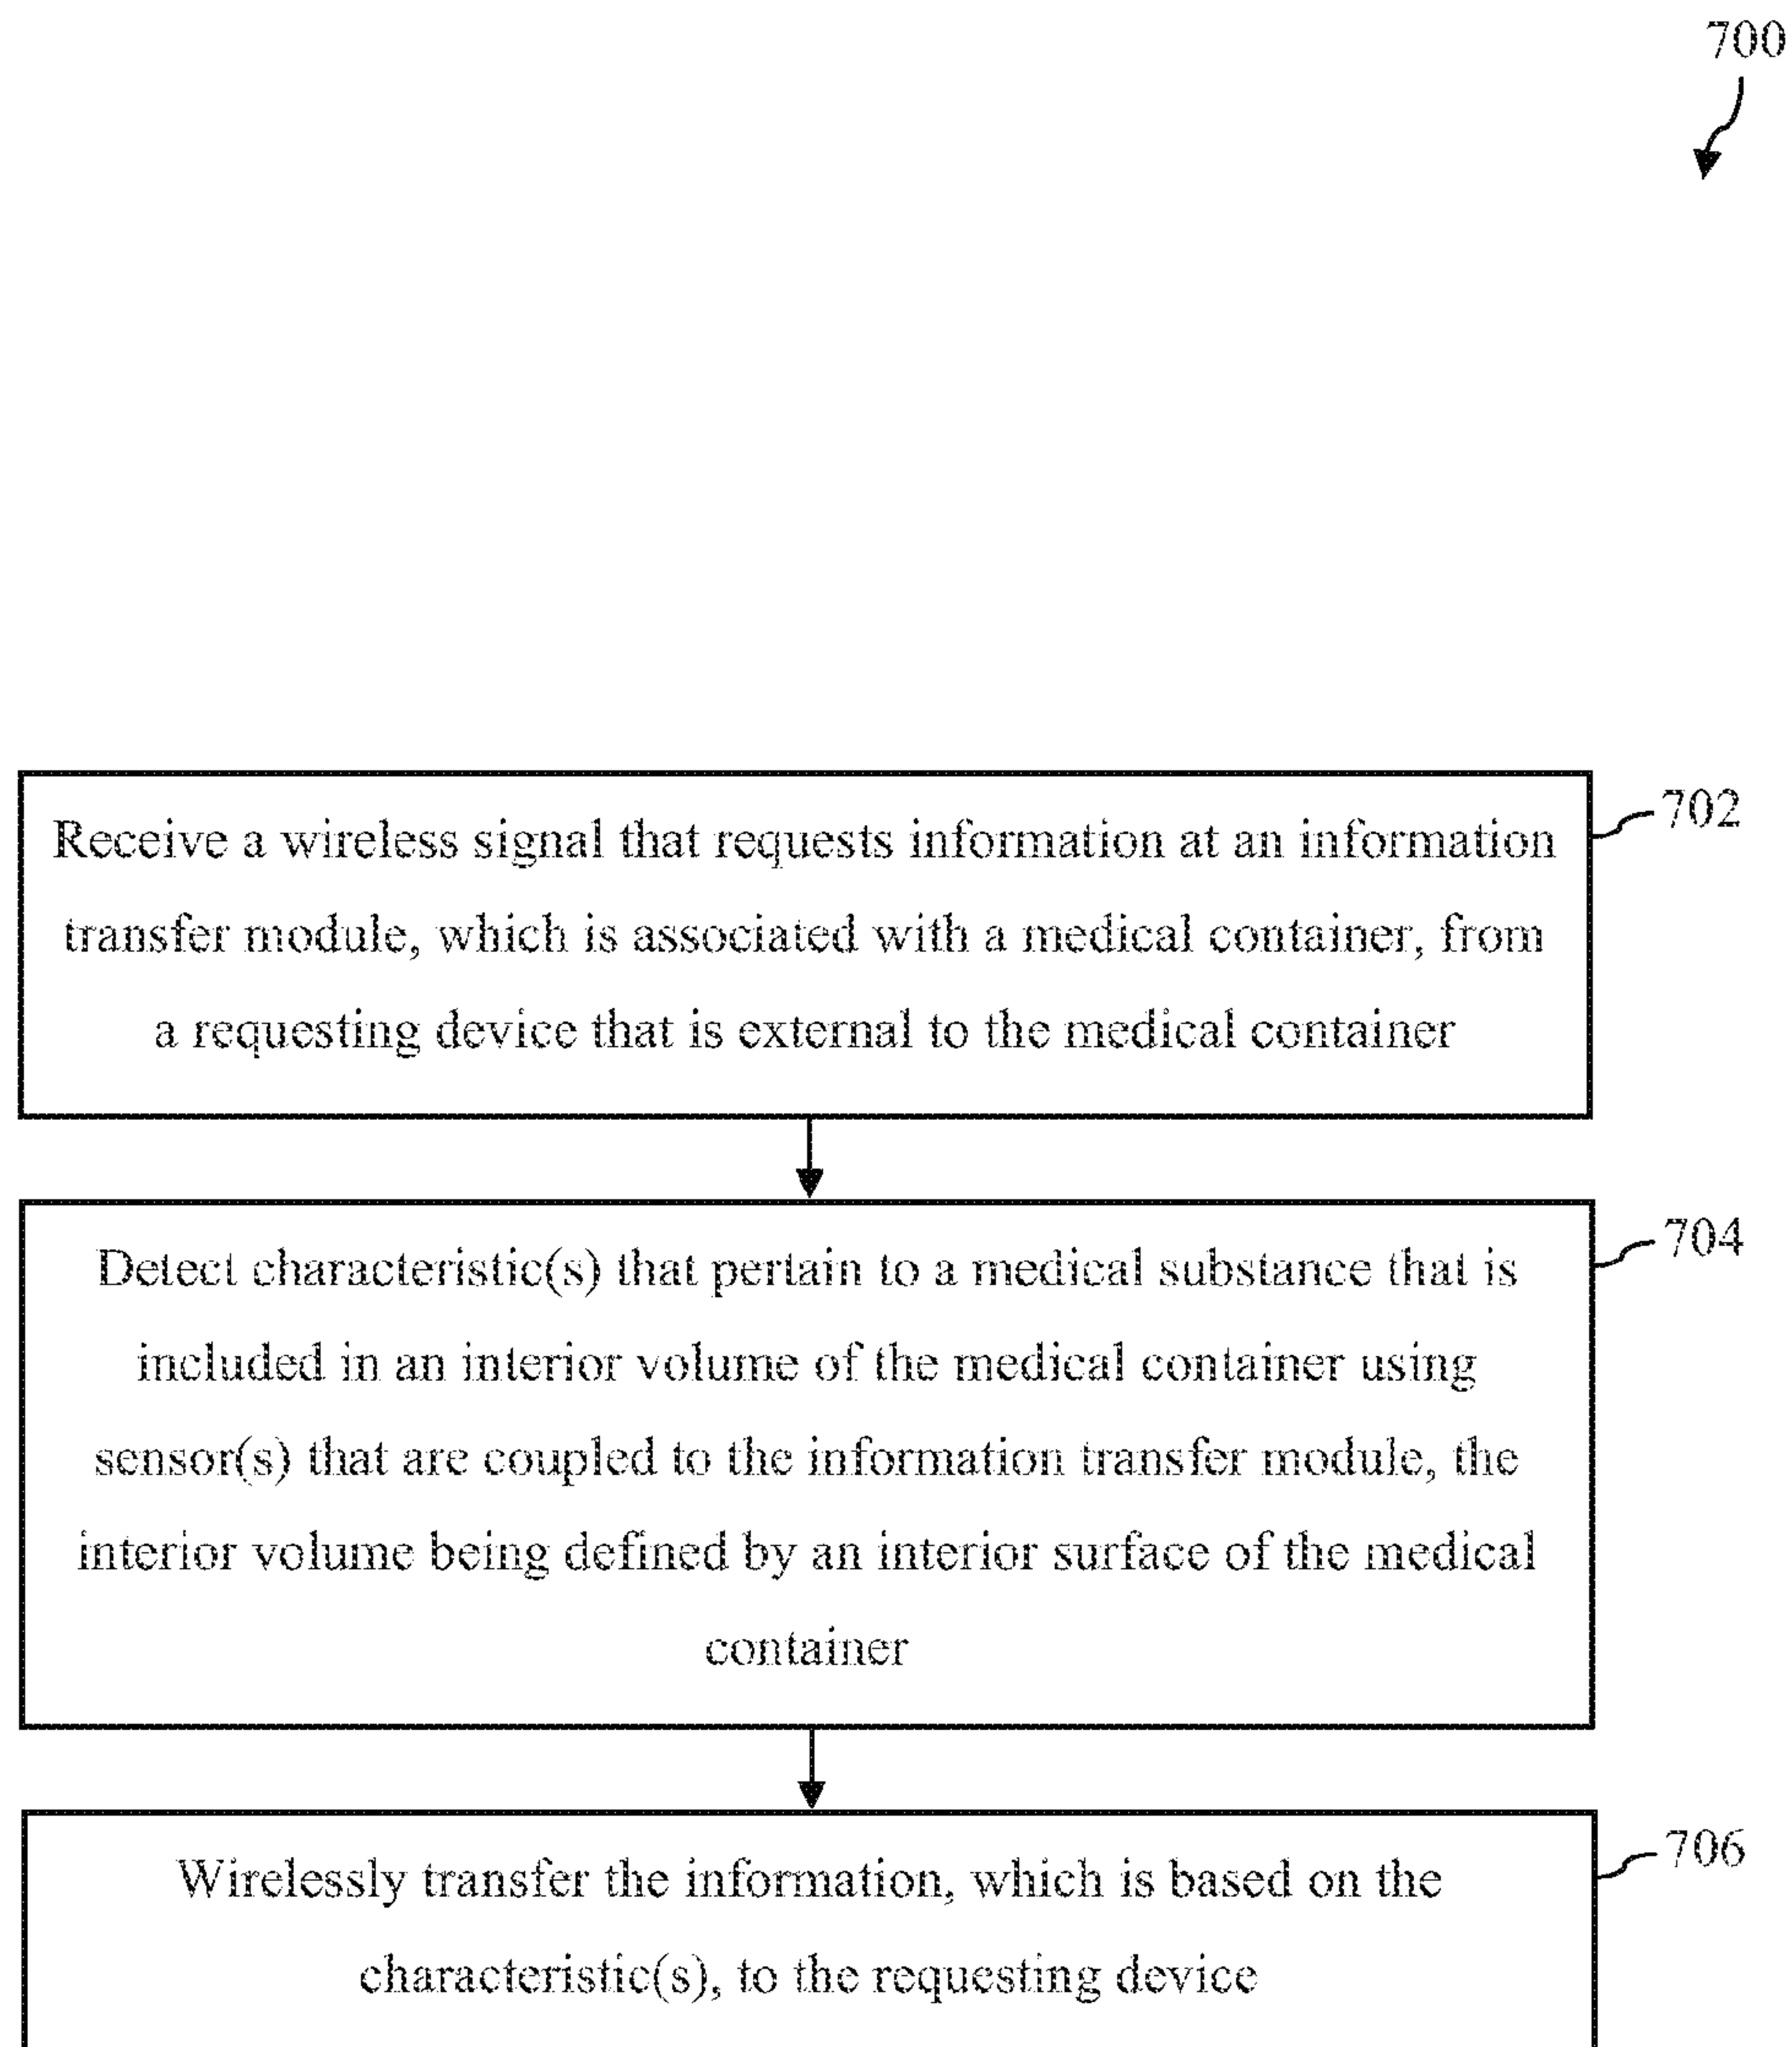 700
Receive a wireless signal that requests information at an information
702
transfer module, which is associated with a medical container, from
a requesting device that is external to the medical container
Detect characteristic(s) that pertain to a medical substance that is
704
included in an interior volume of the medical container using
sensor(s) that are coupled to the information transfer module, the
interior volume being defined by an interior surface of the medical
container
Wirelessly transfer the information, which is based on the
706
characteristic(s), to the requesting device